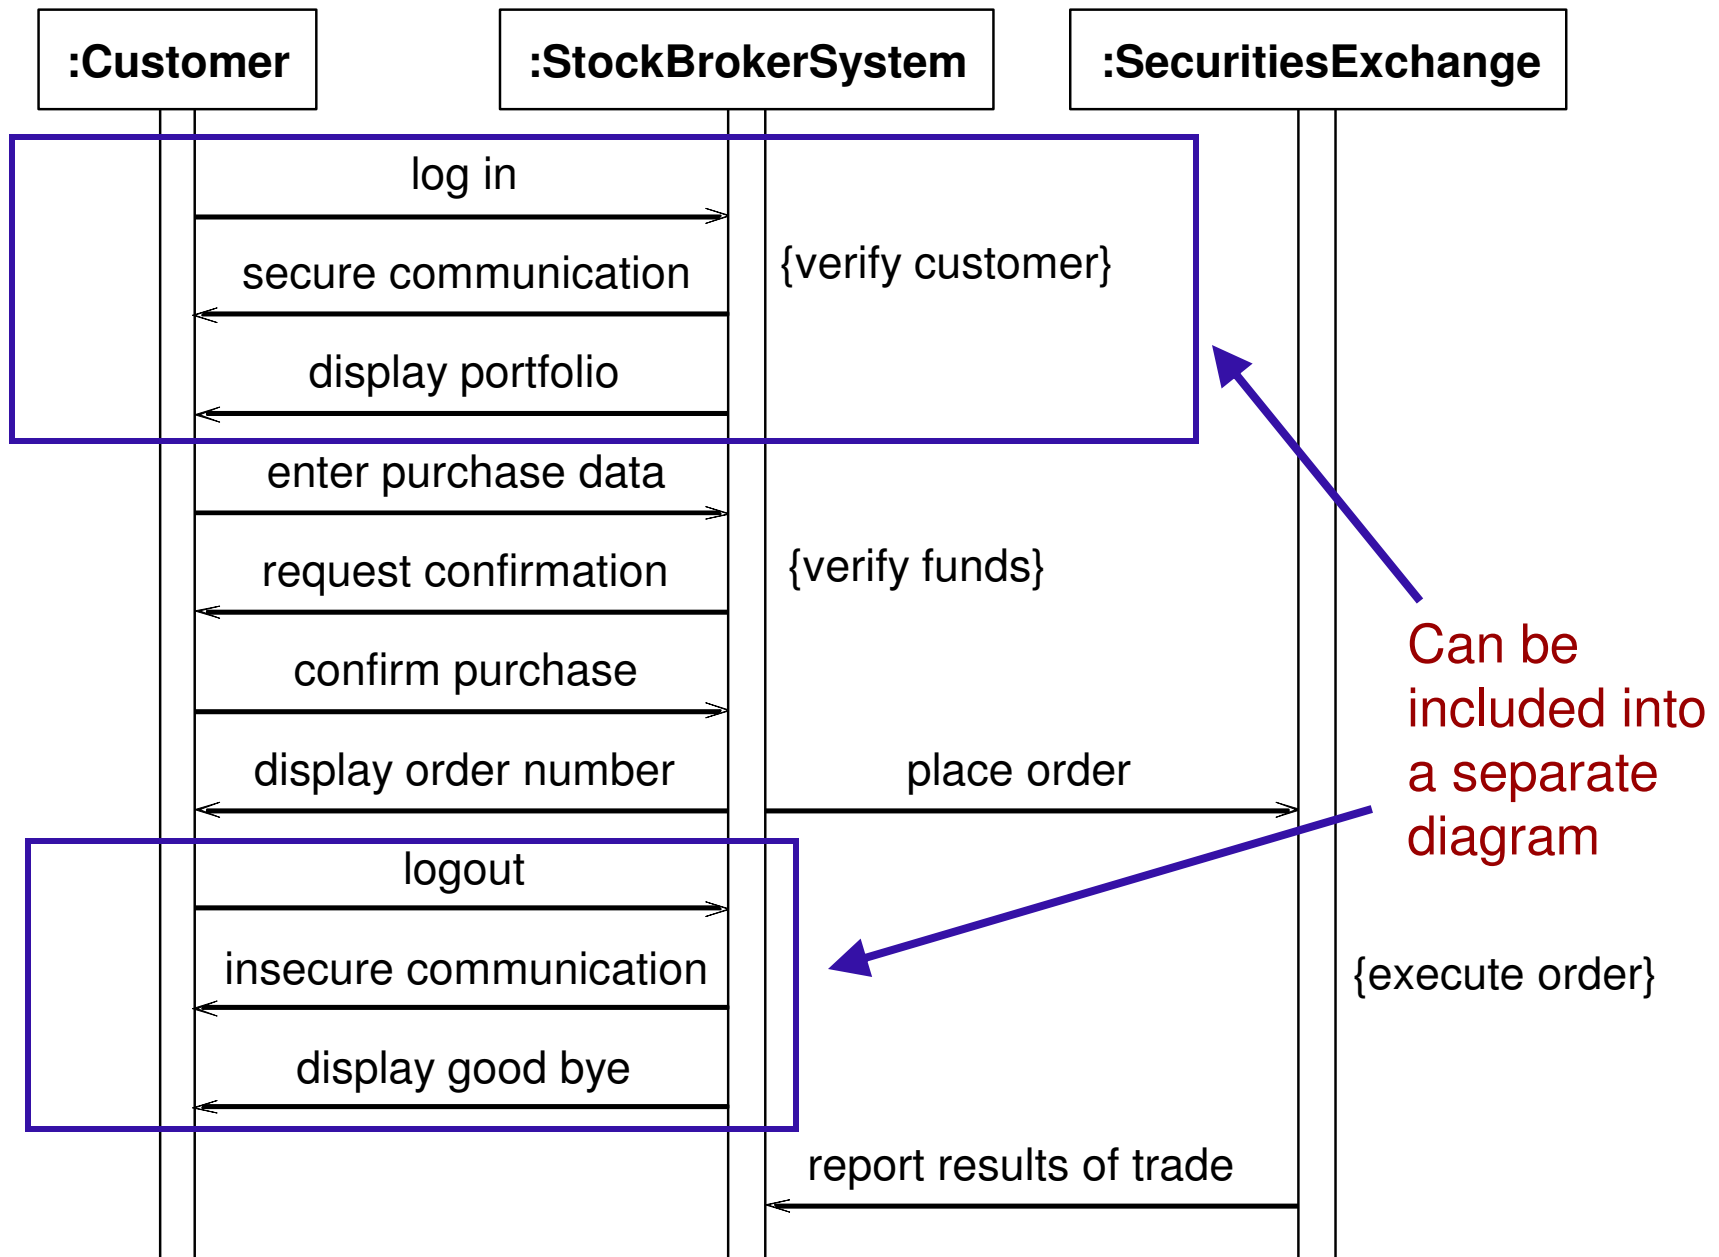 :Customer
:StockBrokerSystem
:SecuritiesExchange
log in
secure communication
{verify customer}
display portfolio
enter purchase data
request confirmation
{verify funds}
confirm purchase
display order number
place order
Can be
included into
a separate
diagram
logout
insecure communication
{execute order}
display good bye
report results of trade